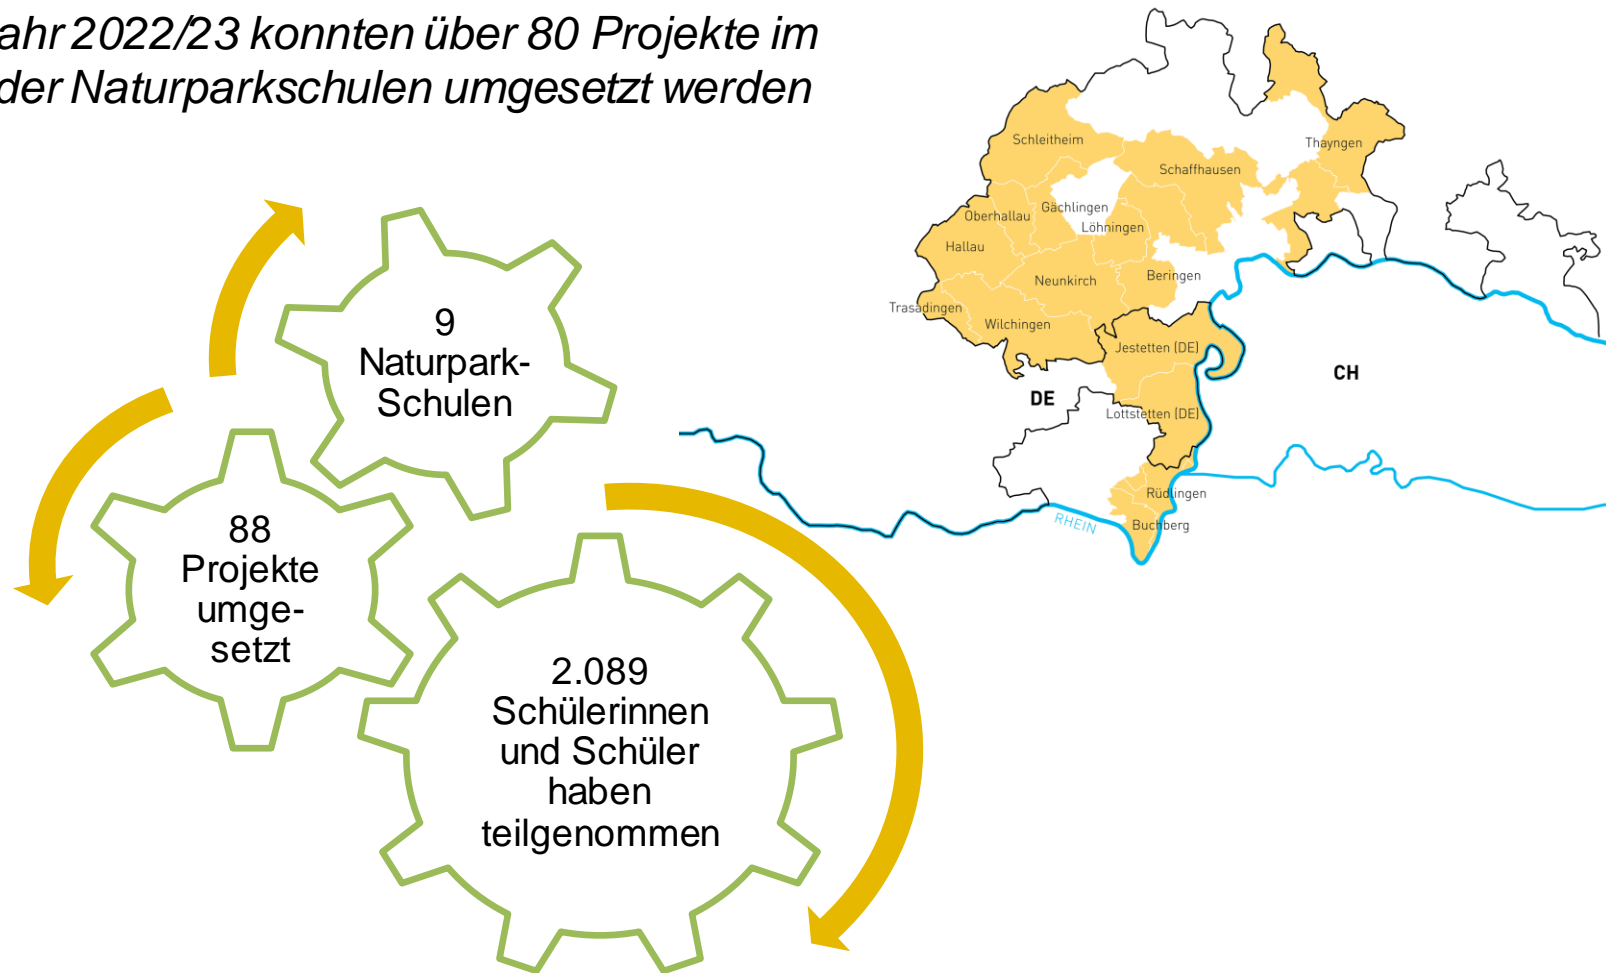 ahr 2022/23 konnten über 80 Projekte im
der Naturparkschulen umgesetzt werden
9
Naturpark-
Schulen
88
Projekte
umge-
setzt
2.089
Schülerinnen
und Schüler
haben
teilgenommen
Schleitheim
Thayngen
Schaffhausen
Gächlingen
Oberhallau
Löhningen
Hallau
Beringen
Neunkirch
Trasadingen
Wilchingen
Jestetten (DE)
CH
DE
Lottstetten (DE)
Rüdlingen
RHEIN
Buchberg